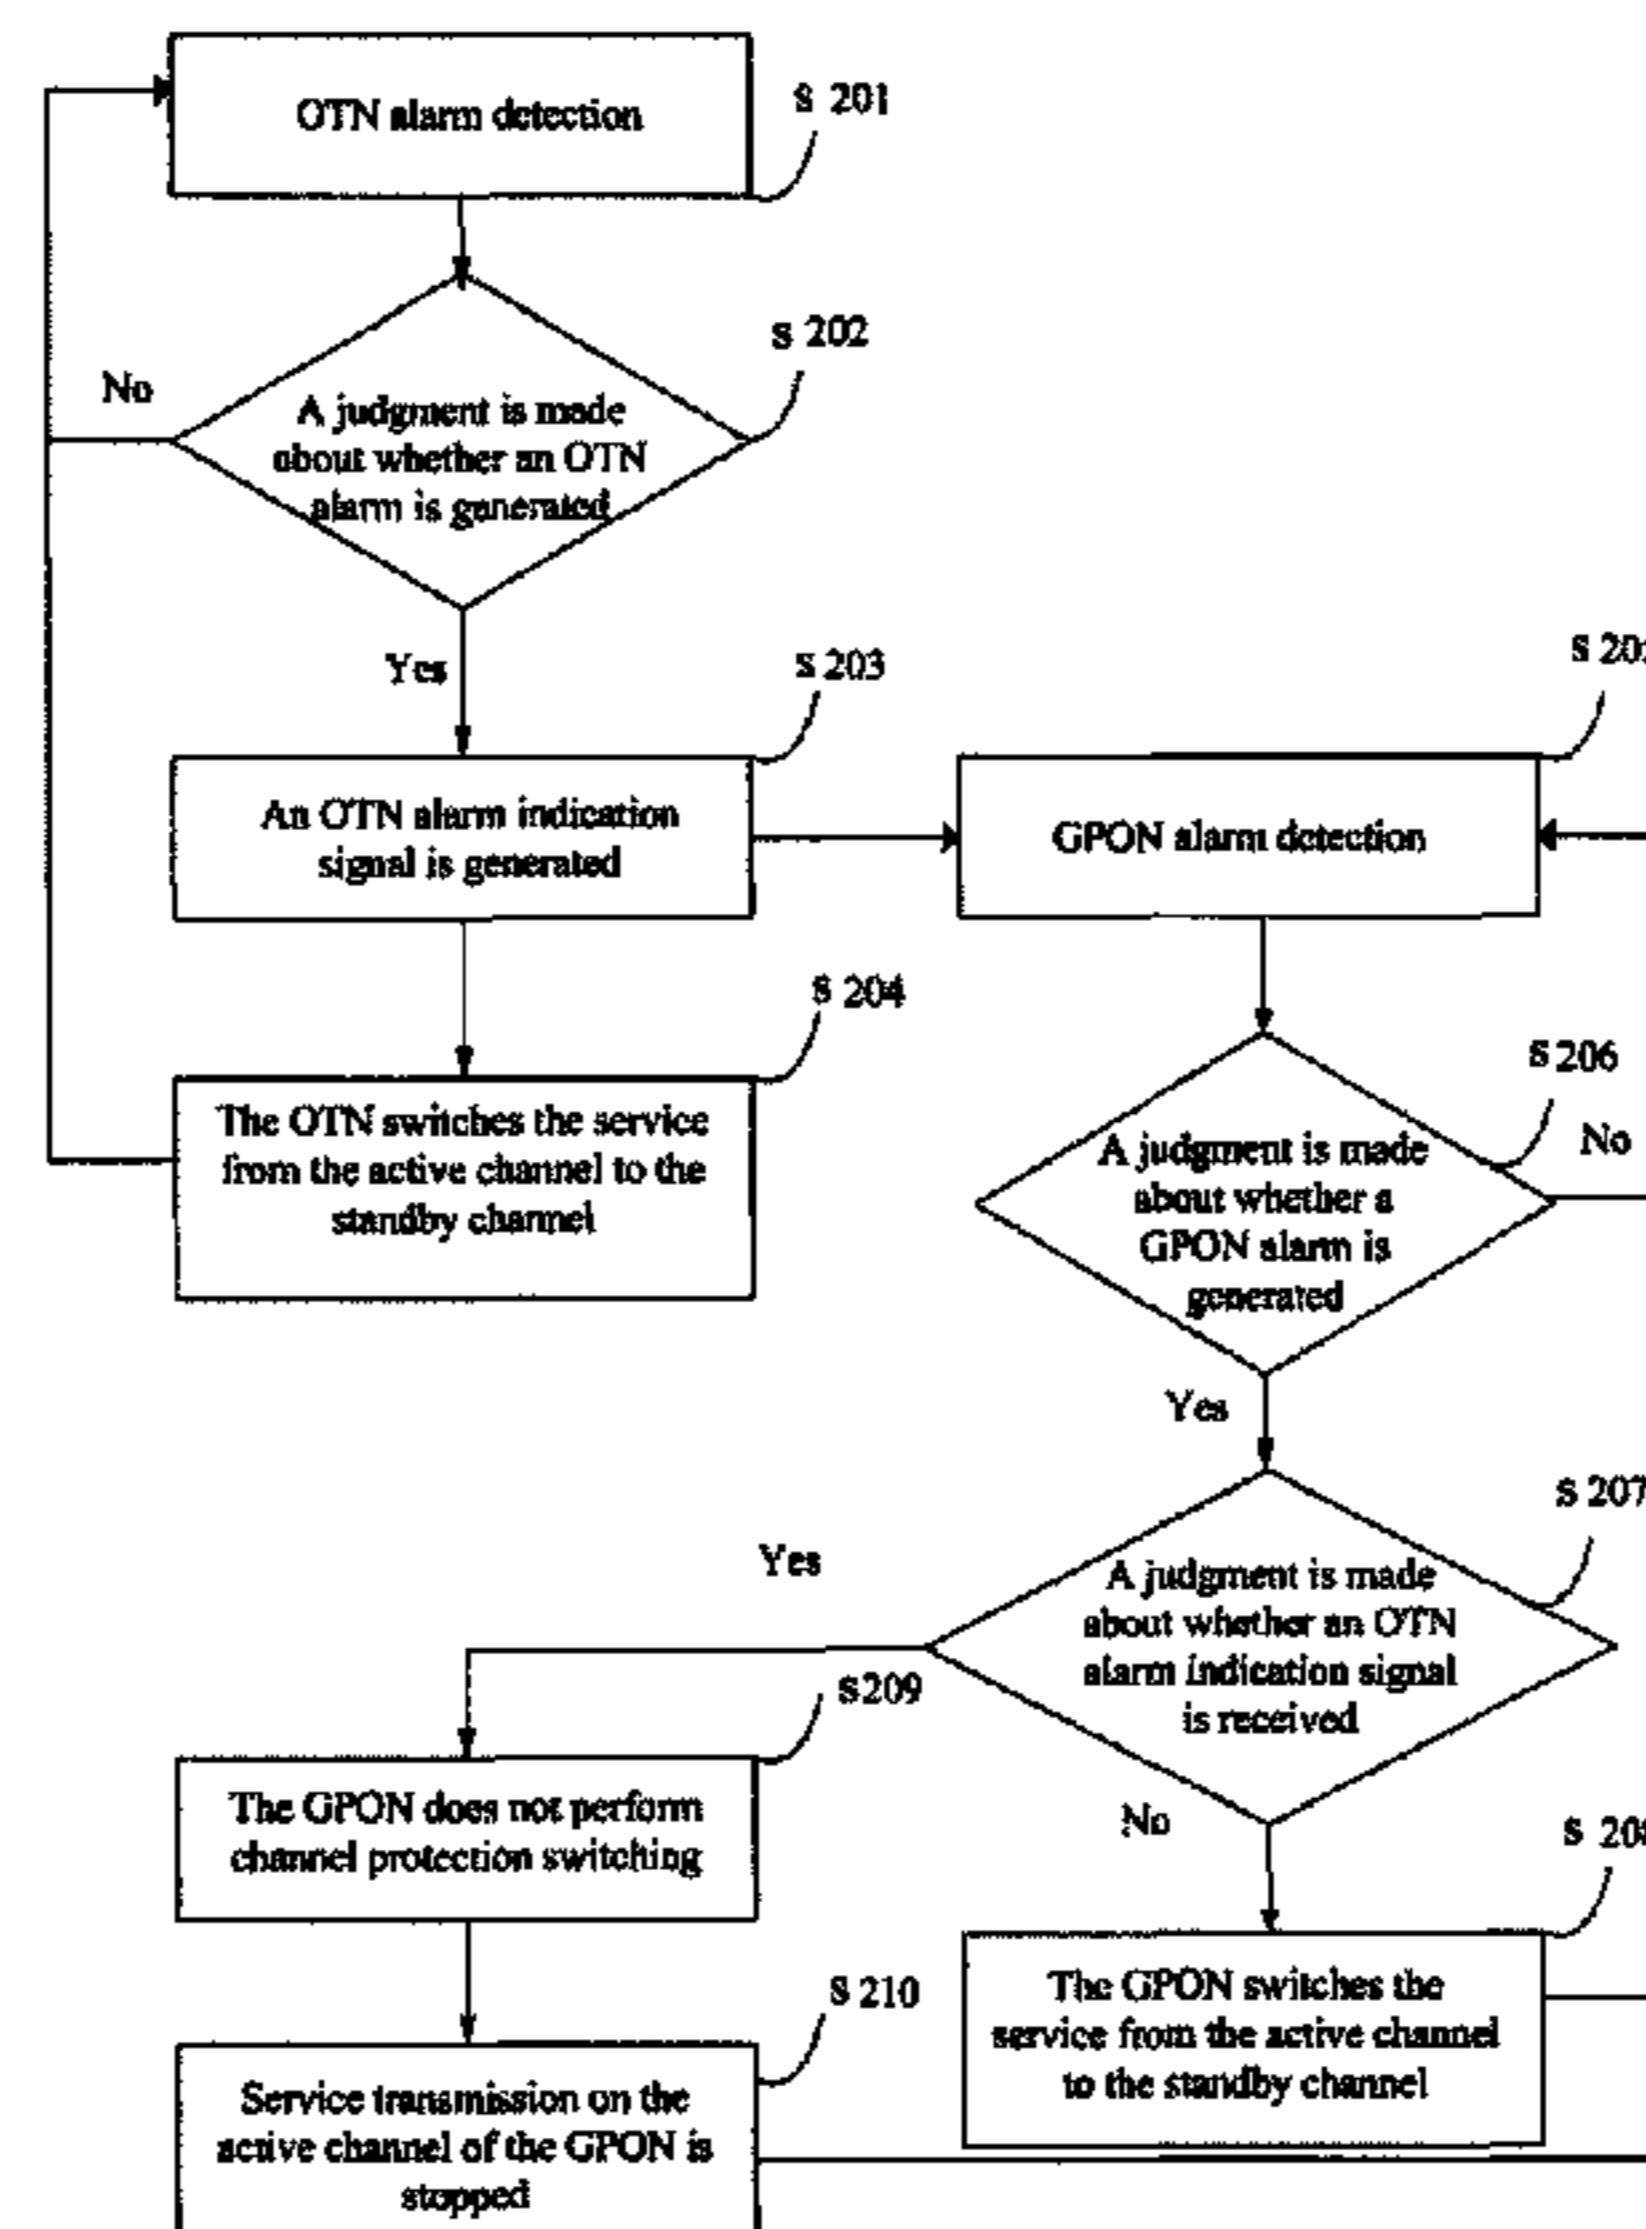 OTN alarm detection
S 201
S 202
No
A judgment is made
about whether an OTN
alarm is generated
Yes
S 203
An OTN alarm indication
signal is generated
GPON alarm detection
S 204
The OTN switches the service
from the active channel to the
standby channel
S 206
No
A judgment is made
about whether a
GPON alarm is
generated
Yes
S 207
A judgment is made
about whether an OTN
alarm indication signal
is received
Yes
S209
The GPON does not perform
channel protection switching
No
The GPON switches the
service from the active channel
to the standby channel
S 210
Service transmission on the
active channel of the GPON is
stopped